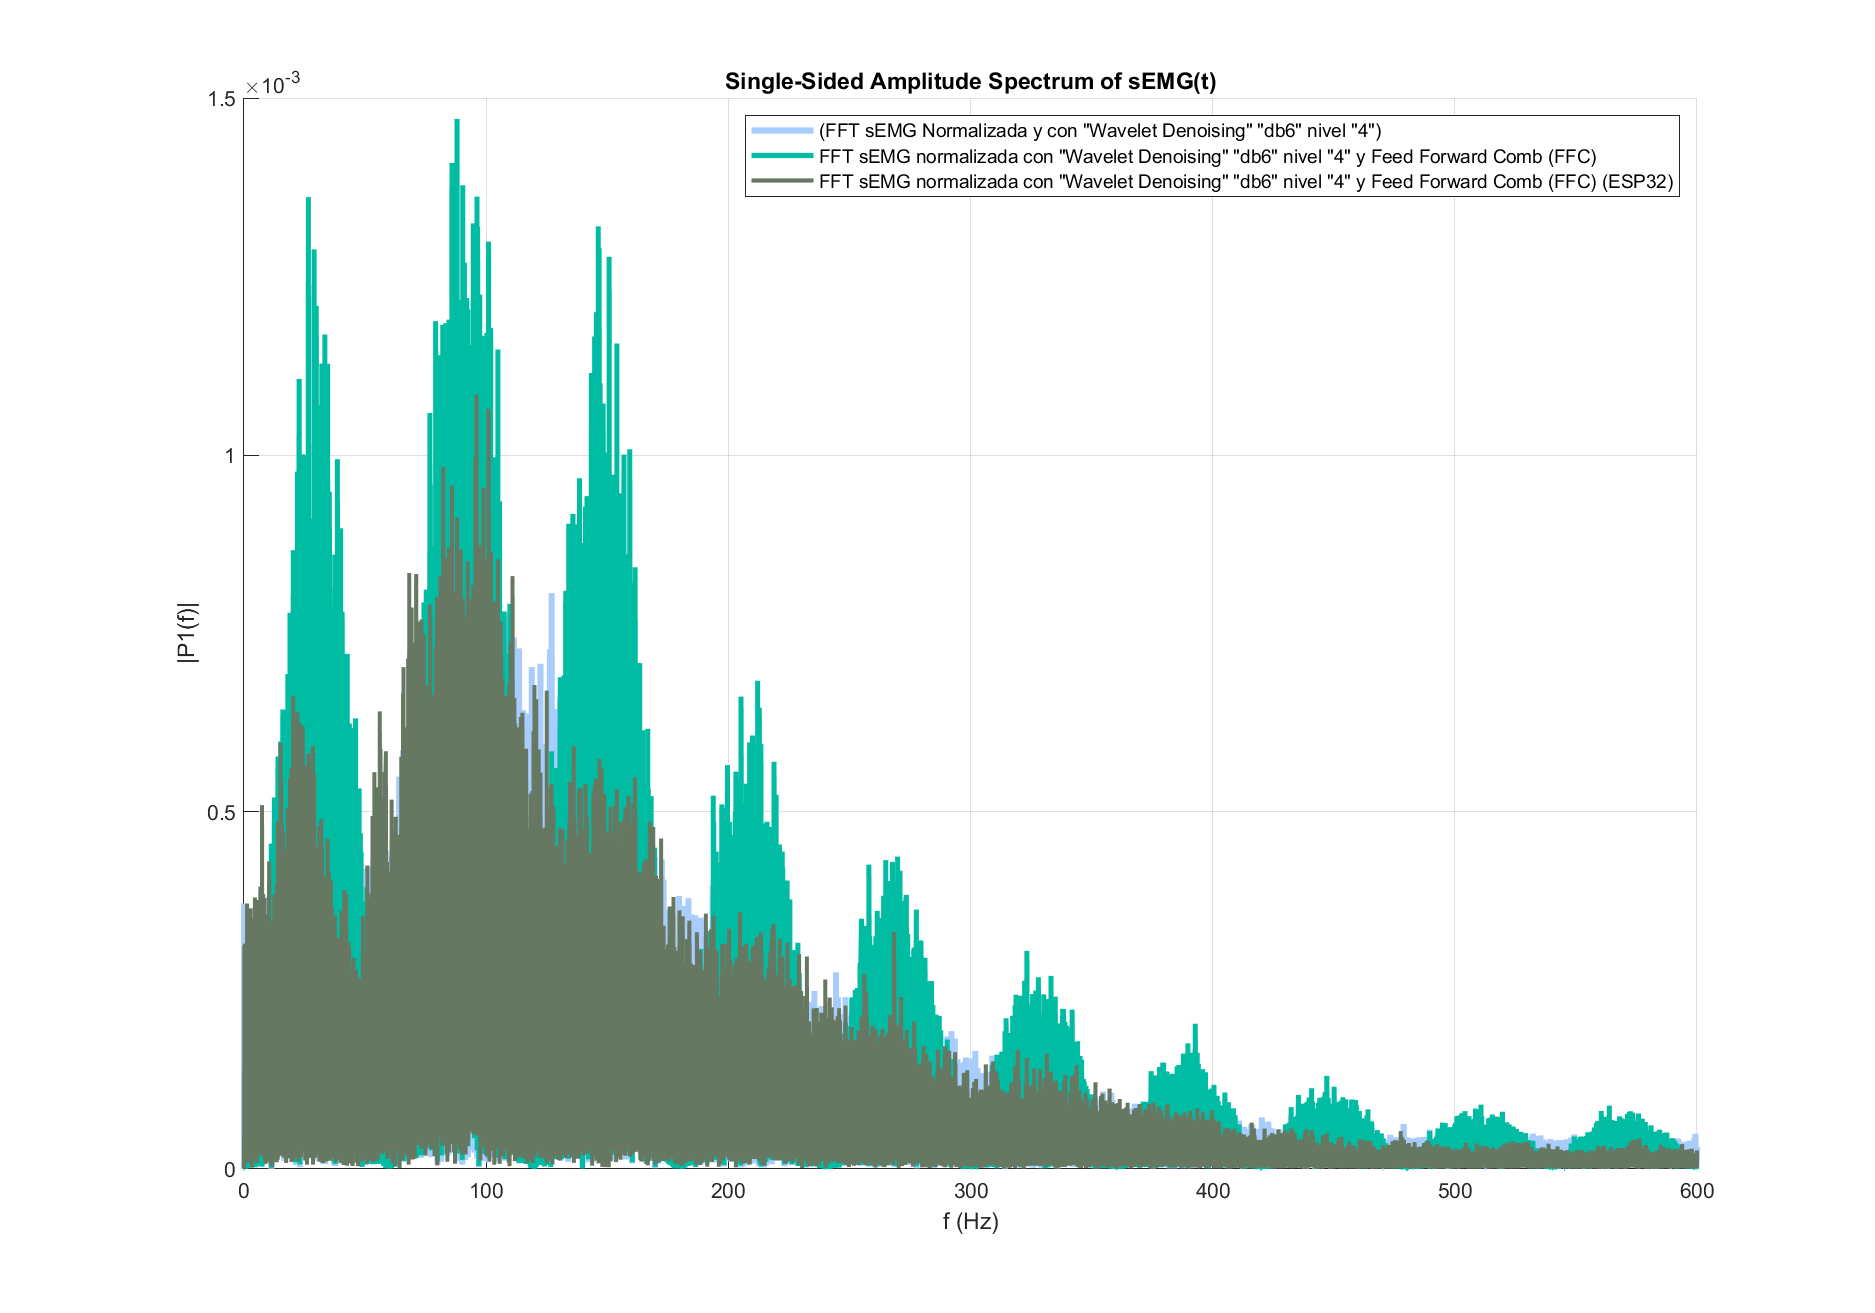 Single-Sided Amplitude Spectrum of sEMG(t)
×10-3
(FFT sEMG Normalizada y con "Wavelet Denoising" "db6" nivel "4")
FFT sEMG normalizada con "Wavelet Denoising" "db6" nivel "4" y Feed Forward Comb (FFC)
FFT sEMG normalizada con "Wavelet Denoising" "db6" nivel "4" y Feed Forward Comb (FFC) (ESP32)
|P1(f)|
1.5
1
0.5
0
0 100 200 300 400 500 600
f (Hz)